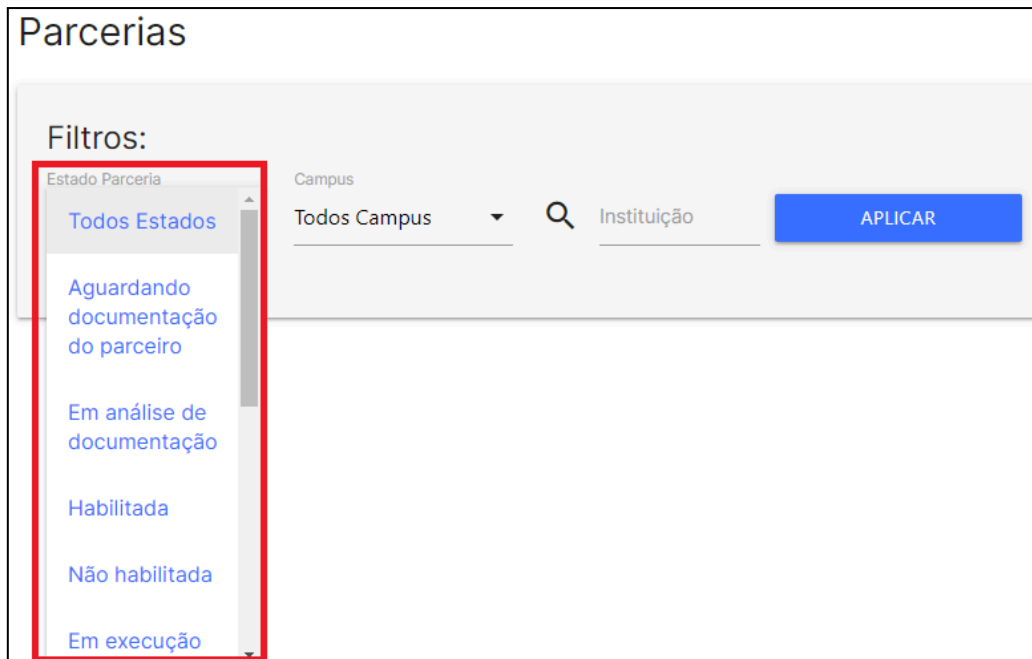 Parcerias
Filtros:
Estado Parceria
Campus
Todos Estados
Todos Campus
Instituição
APLICAR
Aguardando
documentação
do parceiro
Em análise de
documentação
Habilitada
Não habilitada
Em execução